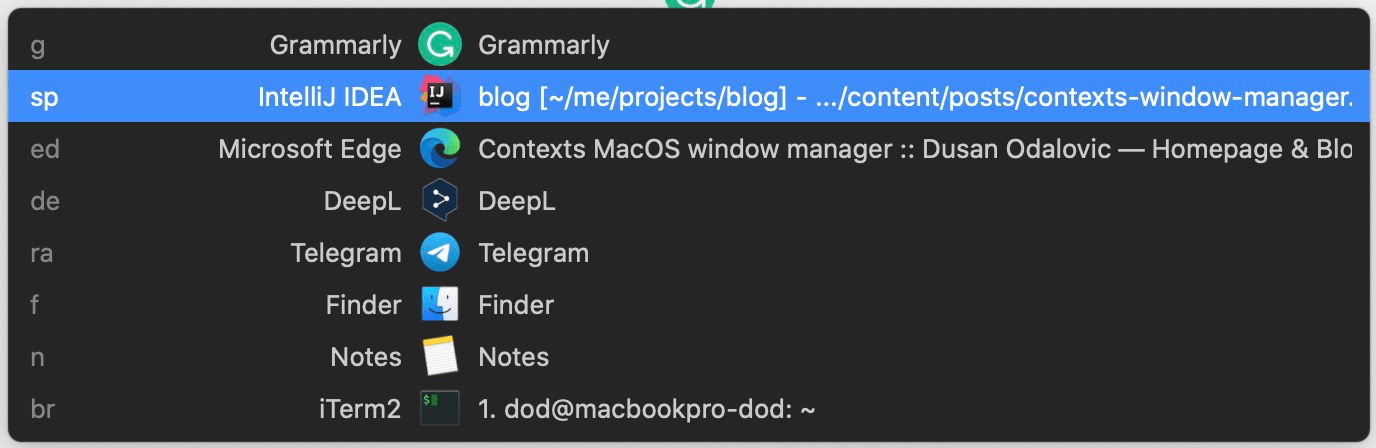 g Grammarly Grammarly
sp IntelliJ IDEA IJ blog [~/me/projects/blog] - .../content/posts/contexts-window-manager.
ed Microsoft Edge Contexts MacOS window manager :: Dusan Odalovic — Homepage & Blo
de DeepL DeepL
ra Telegram Telegram
f Finder Finder
n Notes Notes
br iTerm2 $ 1. dod@macbookpro-dod: ~